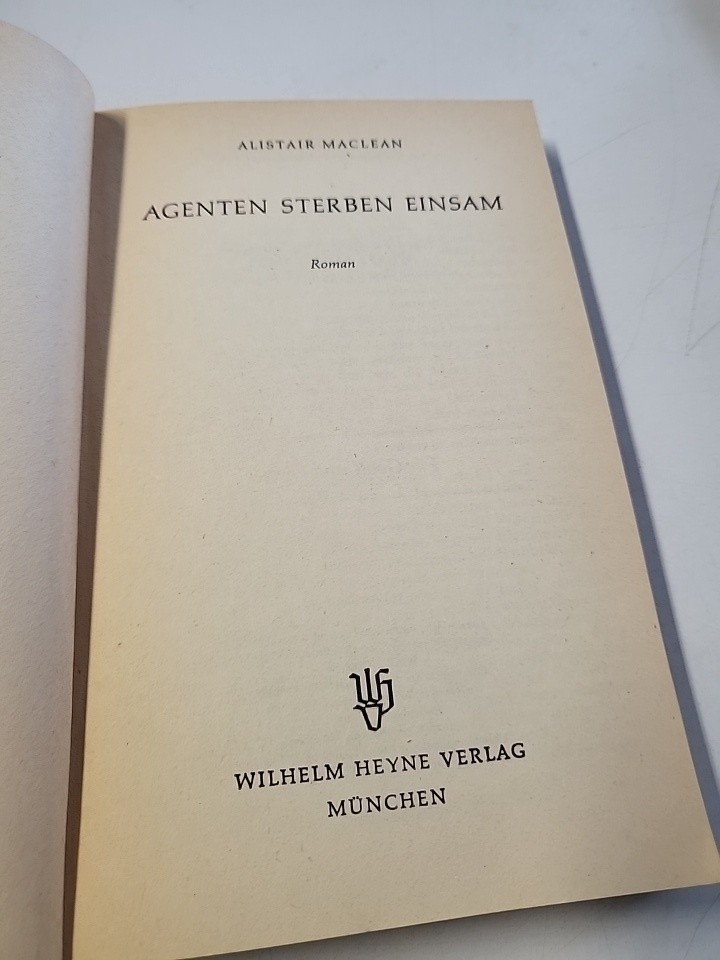 ALISTAIR MACLEAN
AGENTEN STERBEN EINSAM
Roman
WILHELM HEYNE VERLAG
MÜNCHEN